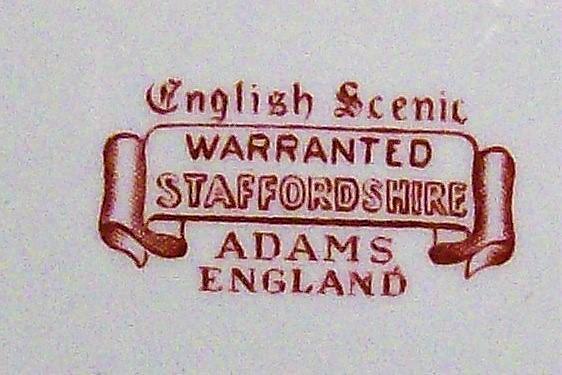 English Scenic
WARRANTED
STAFFORDSHIRE
ADAMS
ENGLAND